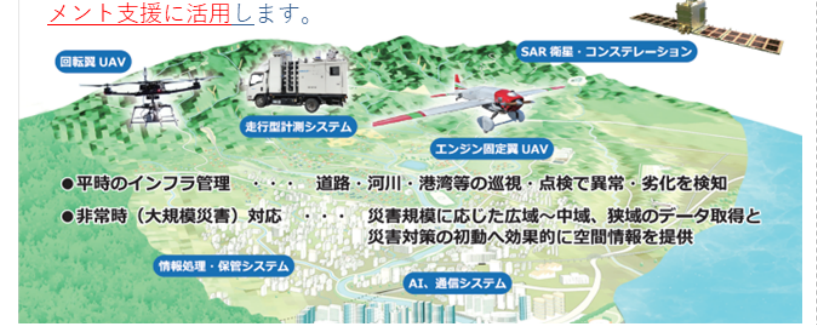 メント支援に活用します。
SAR 衛星・コンステレーション
回転翼 UAV
走行型計測システム
エンジン固定翼 UAV
●平時のインフラ管理 ・・・ 道路・河川・港湾等の巡視・点検で異常・劣化を検知
●非常時（大規模災害）対応 ・・・ 災害規模に応じた広域～中域、狭域のデータ取得と
災害対策の初動へ効果的に空間情報を提供
情報処理・保管システム
AI、通信システム